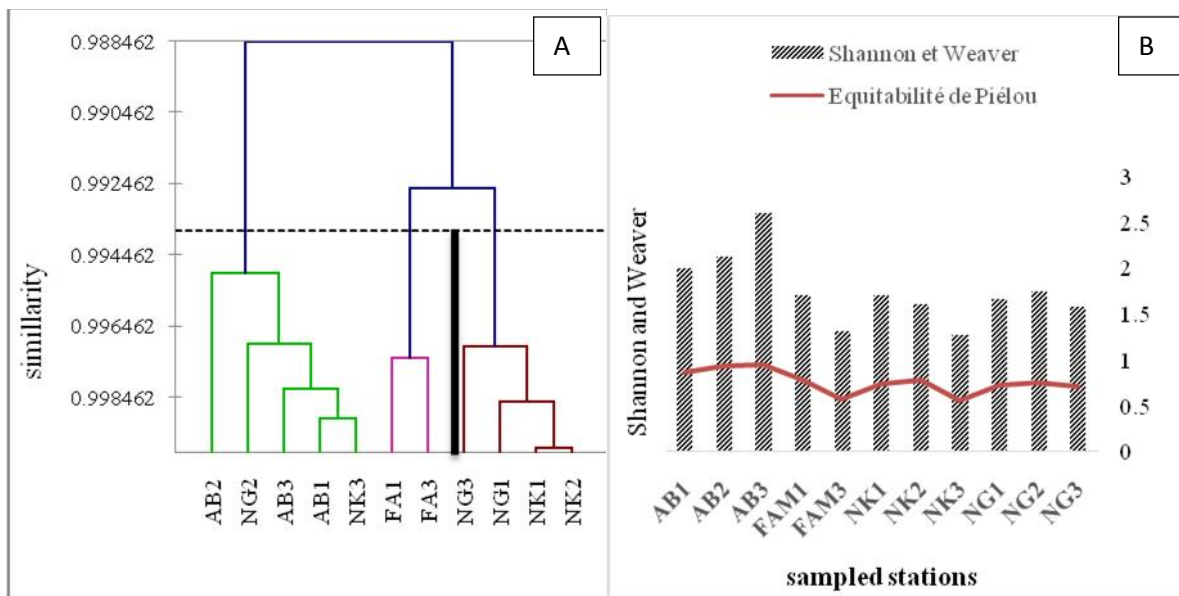 A
0.988462
0.990462
0.992462
0.994462
0.996462
0.998462
simillarity
AB2
NG2
AB3
AB1
NK3
FA1
FA3
NG3
NG1
NK1
NK2
B
Shannon et Weaver
Equitabilité de Piélou
Shannon and Weaver
3
2.5
2
1.5
1
0.5
0
AB1
AB2
AB3
FAM1
FAM3
NK1
NK2
NK3
NG1
NG2
NG3
sampled stations